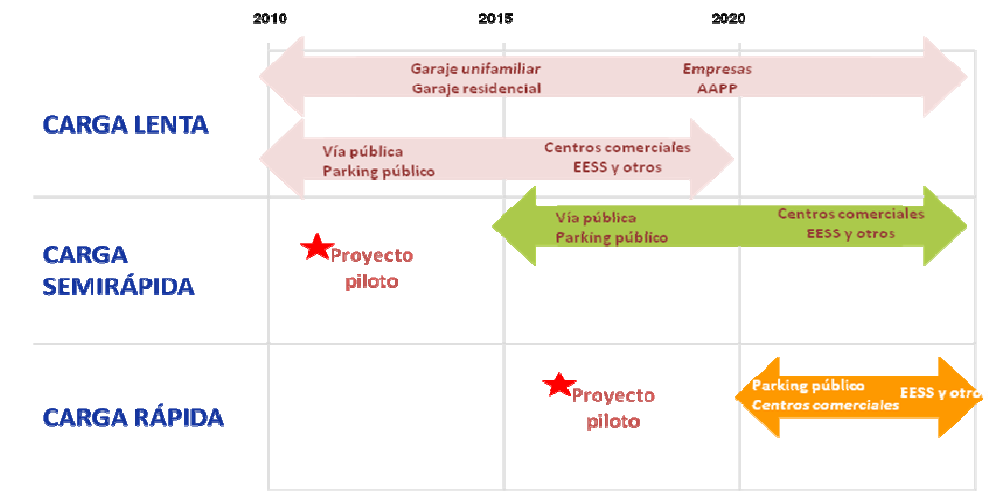 2010 2015 2020
Garaje unifamiliar Empresas
Garaje residencial AAPP
CARGA LENTA
Vía pública Centros comerciales
Parking público EESS y otros
Vía pública Centros comerciales
Parking público EESS y otros
CARGA
SEMIRÁPIDA
Proyecto
piloto
Parking público EESS y otro
Centros comerciales
CARGA RÁPIDA
Proyecto
piloto